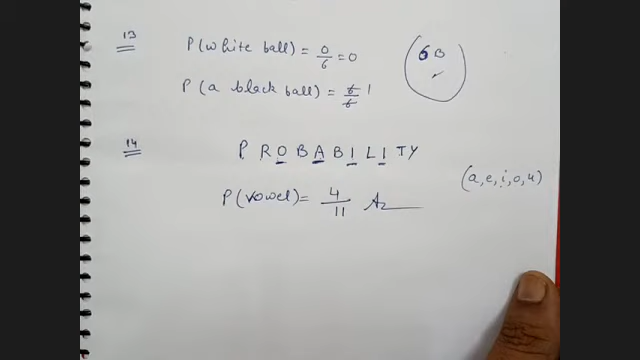 13
P(white ball) = 0/6 = 0
6B
P(a black ball) = 6/6 1
14
PROBABILITY
(a, e, i, o, u)
P(vowel) = 4/11 Ans